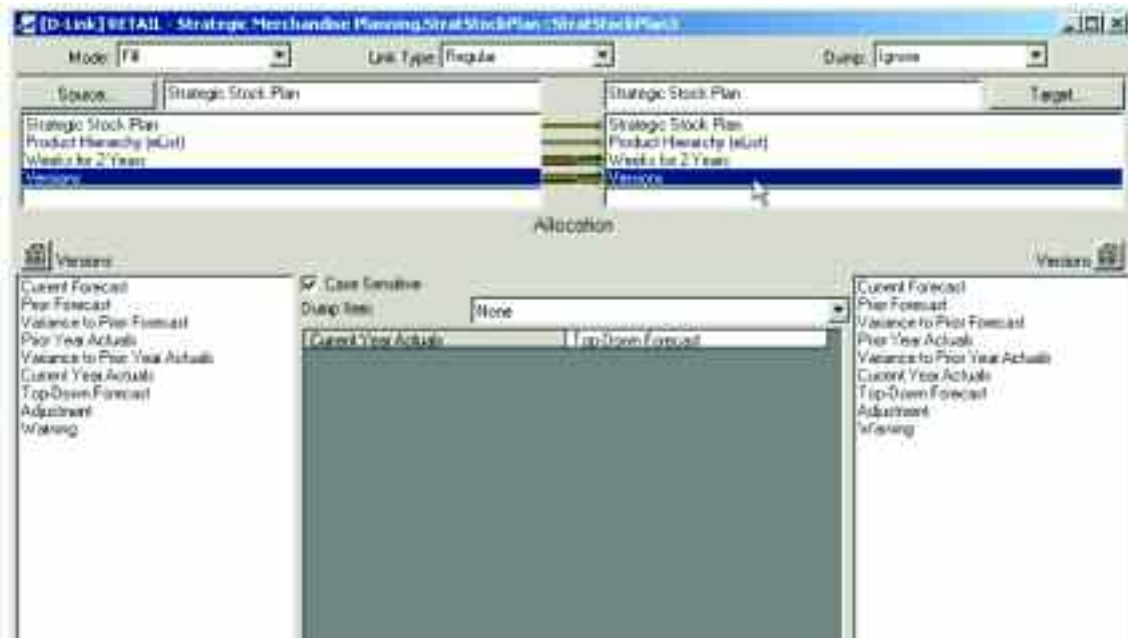 [D-Link] RETAIL - Strategic Merchandise Planning.StratStockPlan
Mode: Fill Link Type: Regular Dump: Ignore
Source... Strategic Stock Plan Strategic Stock Plan Target...
Strategic Stock Plan Strategic Stock Plan
Product Hierarchy (eList) Product Hierarchy (eList)
Weeks for 2 Years Weeks for 2 Years
Versions Versions
Allocation
Versions Versions
Case Sensitive
Dump Item: None
Current Year Actuals Top-Down Forecast
Current Forecast
Prior Forecast
Variance to Prior Forecast
Prior Year Actuals
Variance to Prior Year Actuals
Current Year Actuals
Top-Down Forecast
Adjustment
Warning
Current Forecast
Prior Forecast
Variance to Prior Forecast
Prior Year Actuals
Variance to Prior Year Actuals
Current Year Actuals
Top-Down Forecast
Adjustment
Warning